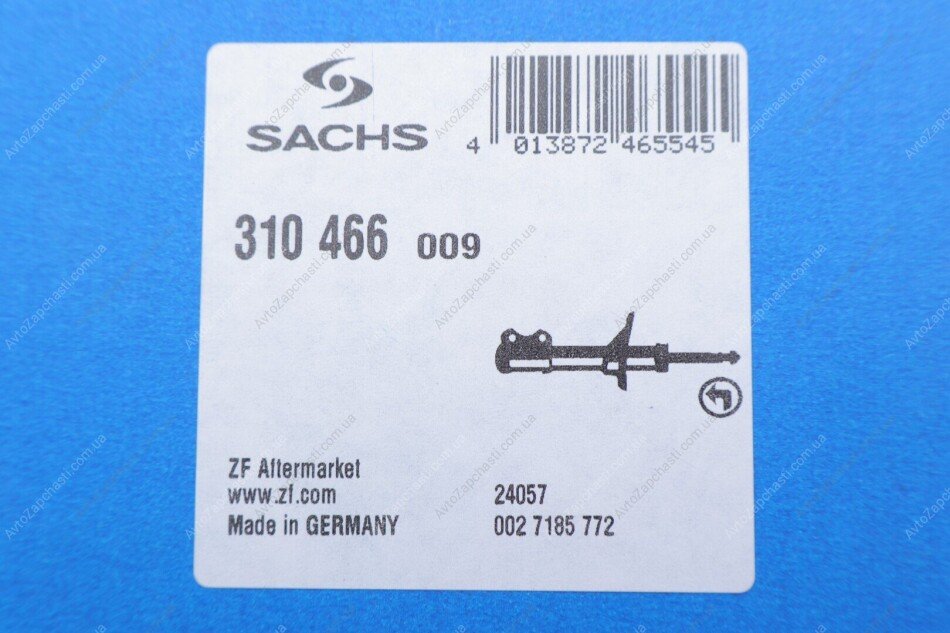 SACHS
4 013872 465545
310 466 009
ZF Aftermarket
www.zf.com
Made in GERMANY
24057
002 7185 772
AvtoZapchasti.com.ua